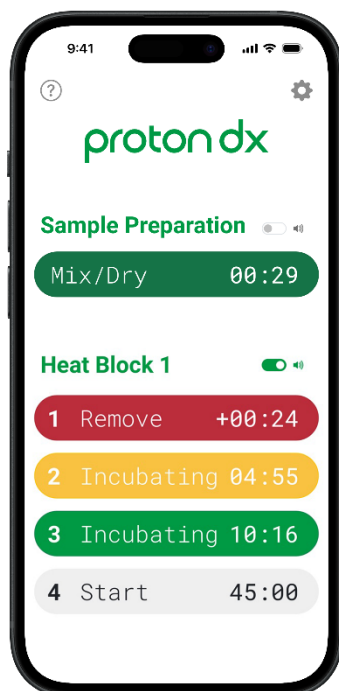 9:41
?
proton dx
Sample Preparation
Mix/Dry 00:29
Heat Block 1
1 Remove +00:24
2 Incubating 04:55
3 Incubating 10:16
4 Start 45:00